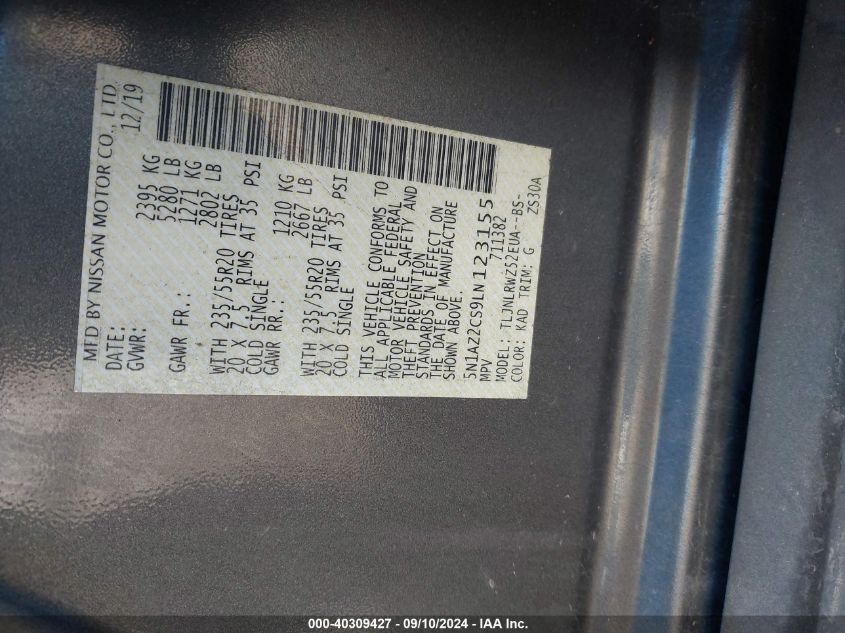 MFD BY NISSAN MOTOR CO., LTD.
DATE: 12/19
GVWR: 2395 KG
5280 LB
GAWR FR.: 1271 KG
2802 LB
WITH 235/55R20 TIRES
20 X 7.5 RIMS AT 35 PSI
COLD SINGLE
GAWR RR.: 1210 KG
2667 LB
WITH 235/55R20 TIRES
20 X 7.5 RIMS AT 35 PSI
COLD SINGLE
THIS VEHICLE CONFORMS TO
ALL APPLICABLE FEDERAL
MOTOR VEHICLE SAFETY AND
THEFT PREVENTION
STANDARDS IN EFFECT ON
THE DATE OF MANUFACTURE
SHOWN ABOVE.
5N1AZ2CS9LN123155
MPV 711382
MODEL: TLJNLRWZ52EUA--BS-
COLOR: KAD TRIM: G ZS30A
000-40309427 - 09/10/2024 - IAA Inc.